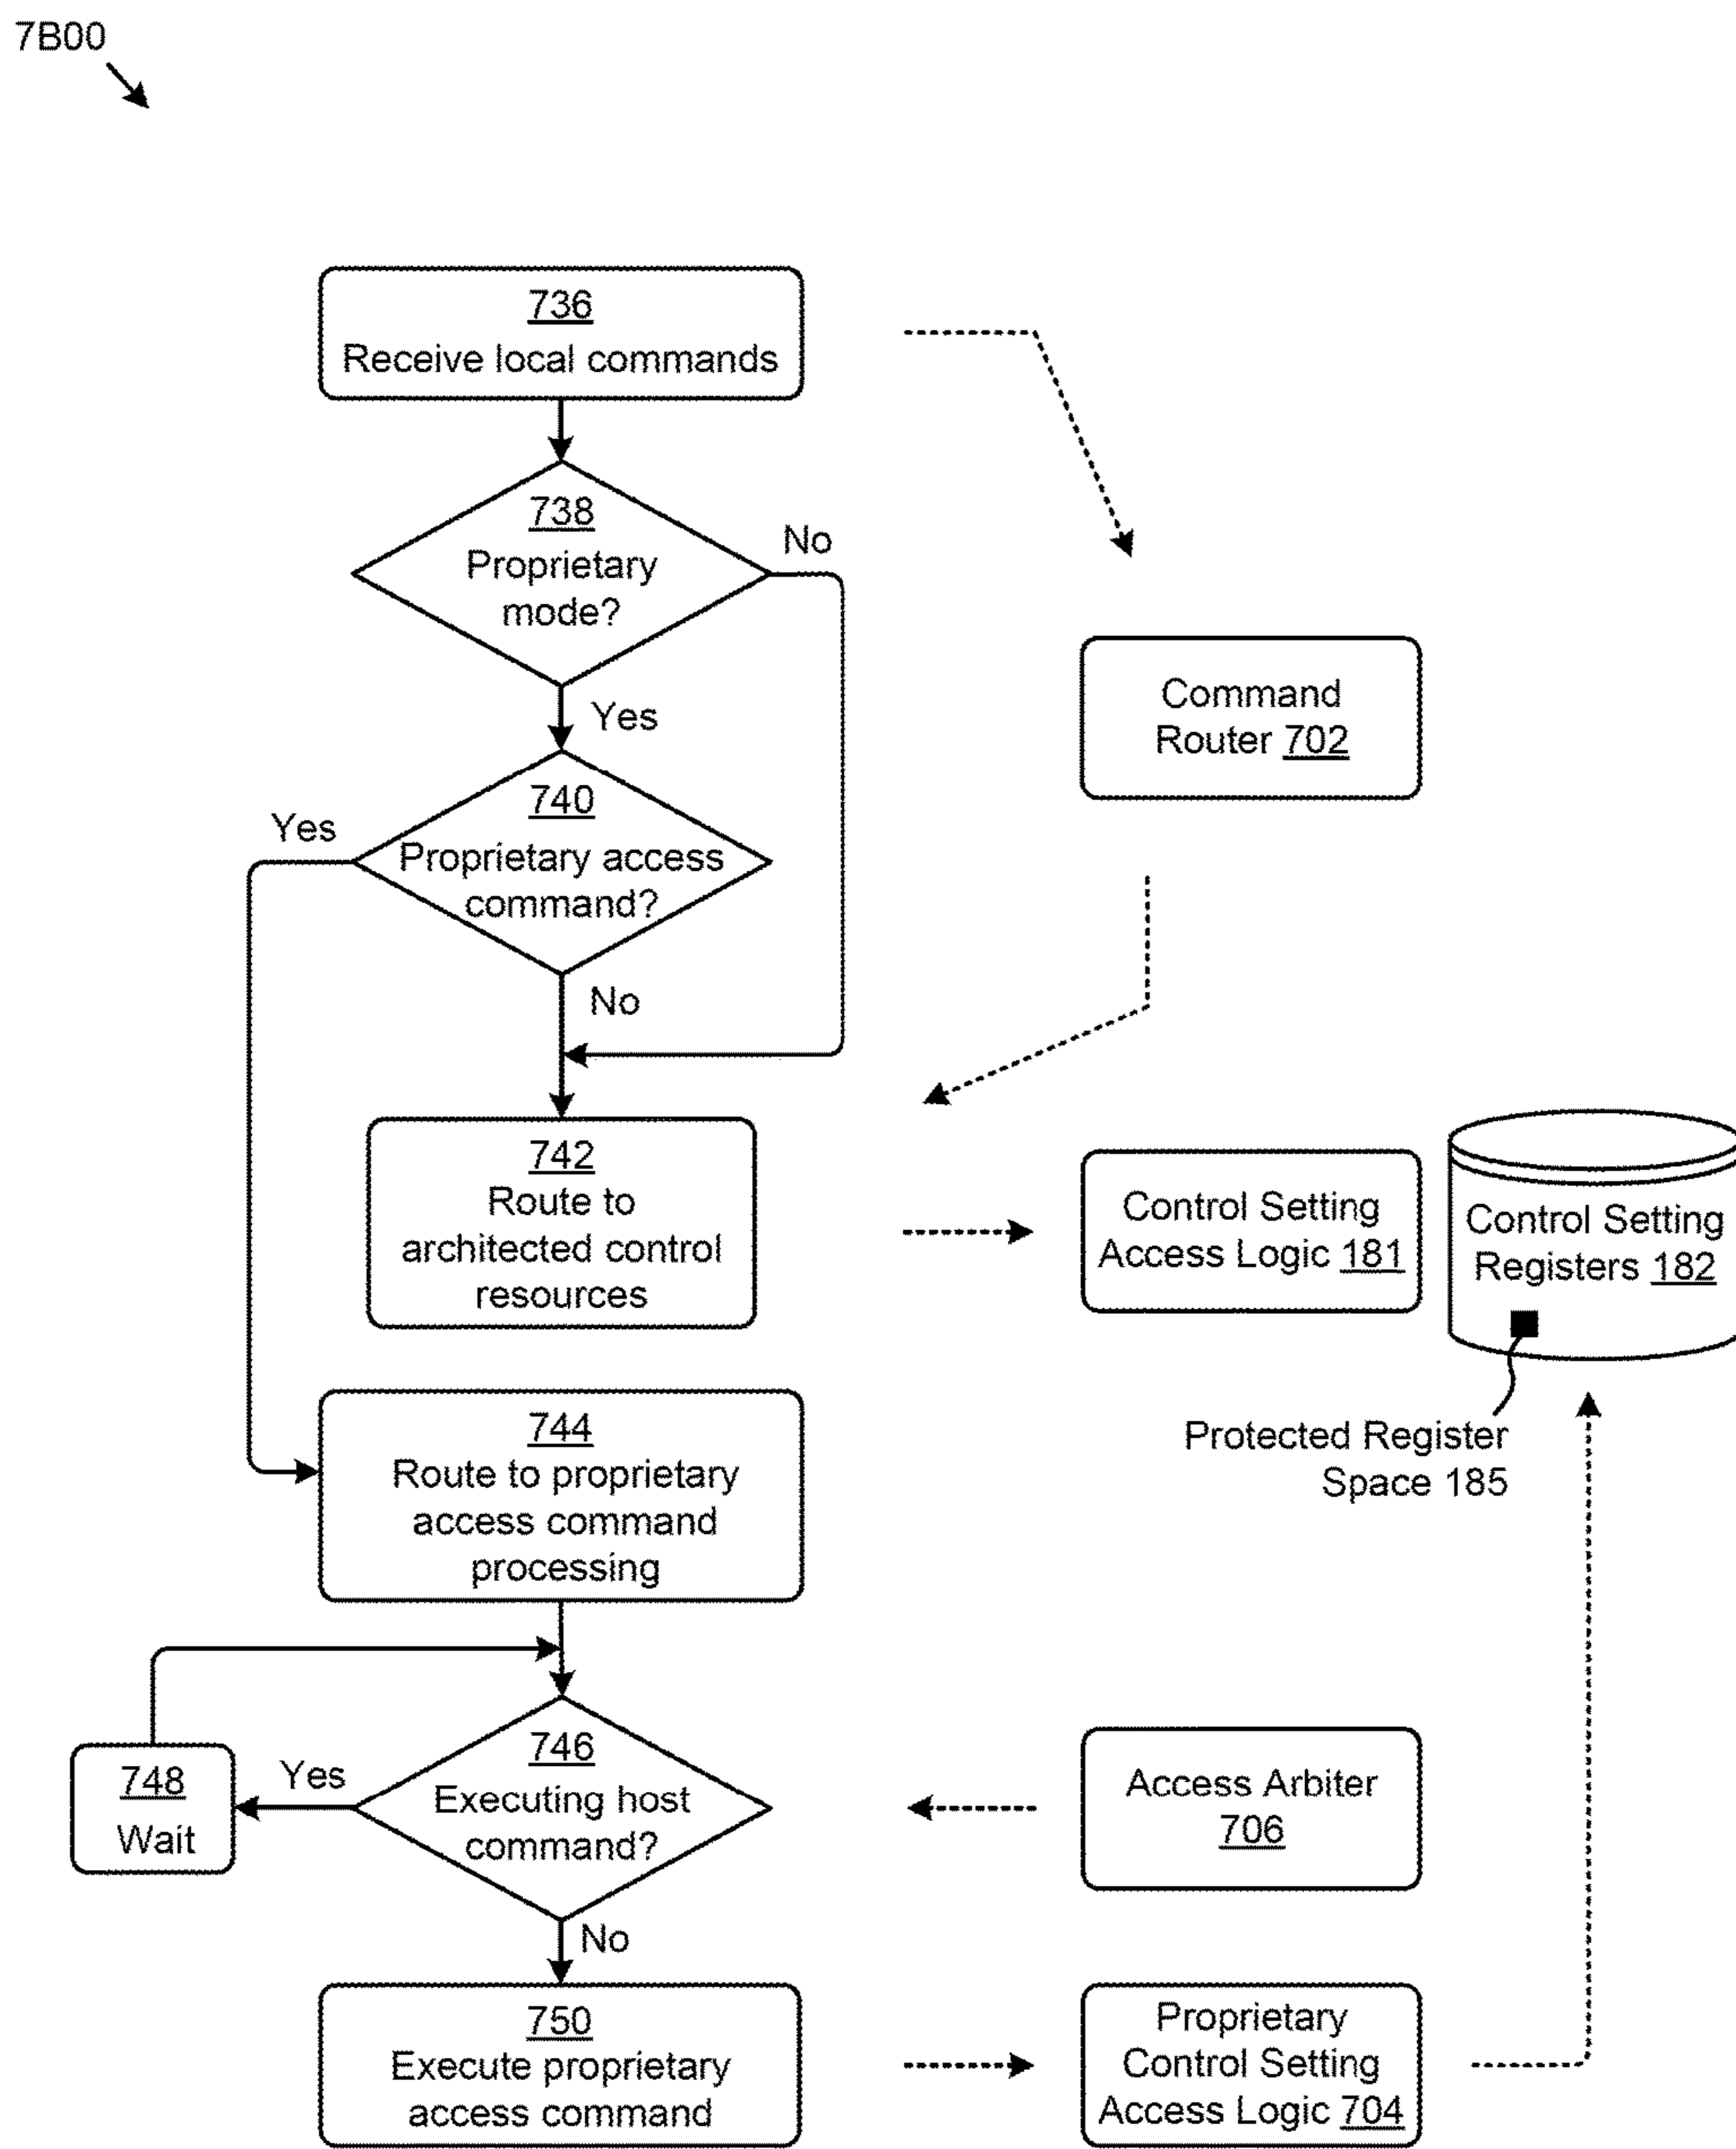 7B00
736
Receive local commands
738
Proprietary
mode?
No
Yes
Command
Router 702
740
Proprietary access
command?
Yes
No
742
Route to
architected control
resources
Control Setting
Access Logic 181
Control Setting
Registers 182
Protected Register
Space 185
744
Route to proprietary
access command
processing
746
Executing host
command?
Yes
748
Wait
Access Arbiter
706
No
750
Execute proprietary
access command
Proprietary
Control Setting
Access Logic 704